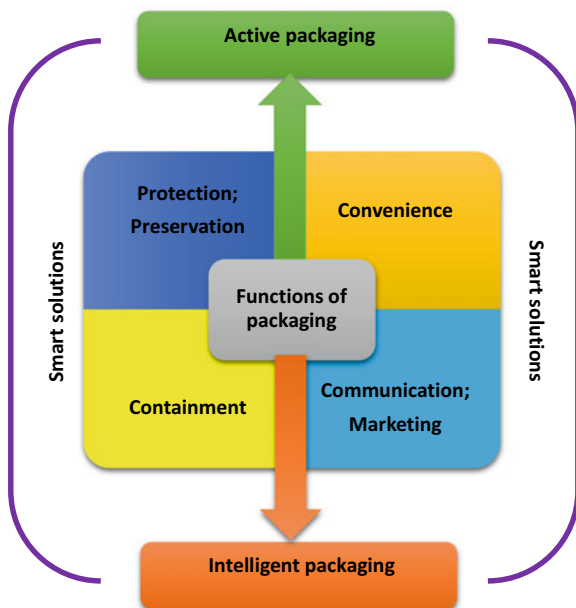 Active packaging
Protection;
Preservation
Convenience
Smart solutions
Functions of
packaging
Smart solutions
Containment
Communication;
Marketing
Intelligent packaging